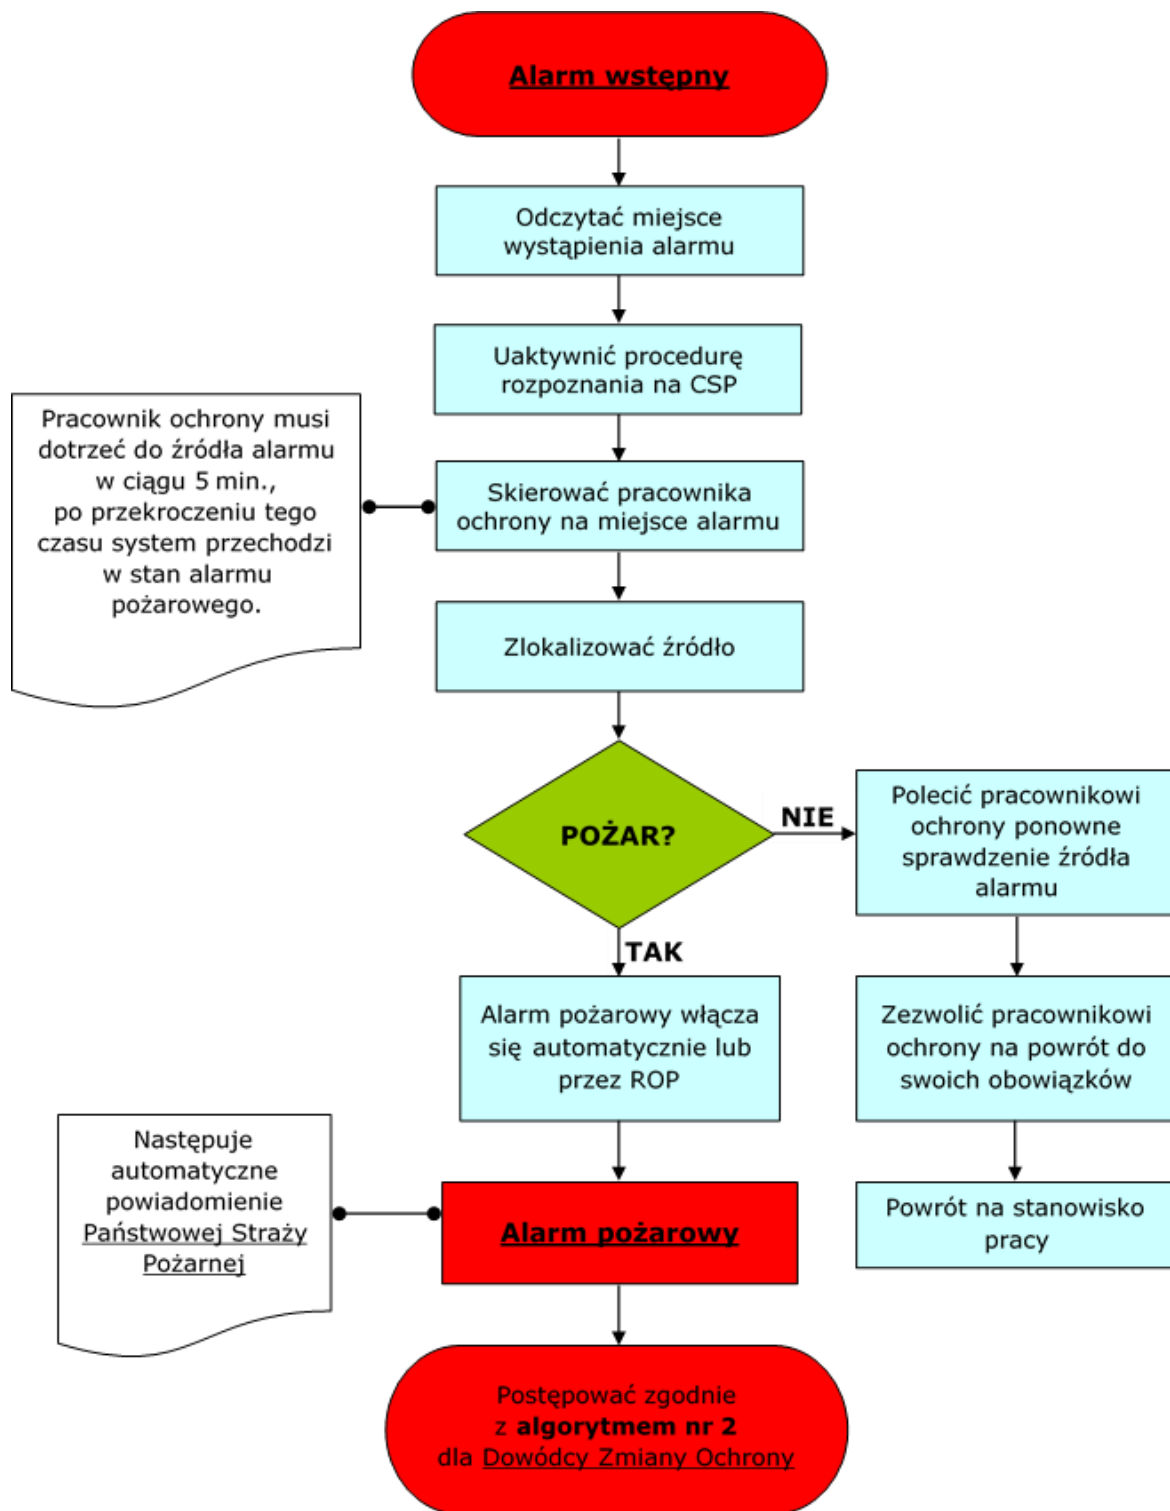 Alarm wstępny
Odczytać miejsce
wystąpienia alarmu
Uaktywnić procedurę
rozpoznania na CSP
Pracownik ochrony musi
dotrzeć do źródła alarmu
w ciągu 5 min.,
po przekroczeniu tego
czasu system przechodzi
w stan alarmu
pożarowego.
Skierować pracownika
ochrony na miejsce alarmu
Zlokalizować źródło
POŻAR?
NIE
Polecić pracownikowi
ochrony ponowne
sprawdzenie źródła
alarmu
TAK
Alarm pożarowy włącza
się automatycznie lub
przez ROP
Zezwolić pracownikowi
ochrony na powrót do
swoich obowiązków
Następuje
automatyczne
powiadomienie
Państwowej Straży
Pożarnej
Alarm pożarowy
Powrót na stanowisko
pracy
Postępować zgodnie
z algorytmem nr 2
dla Dowódcy Zmiany Ochrony